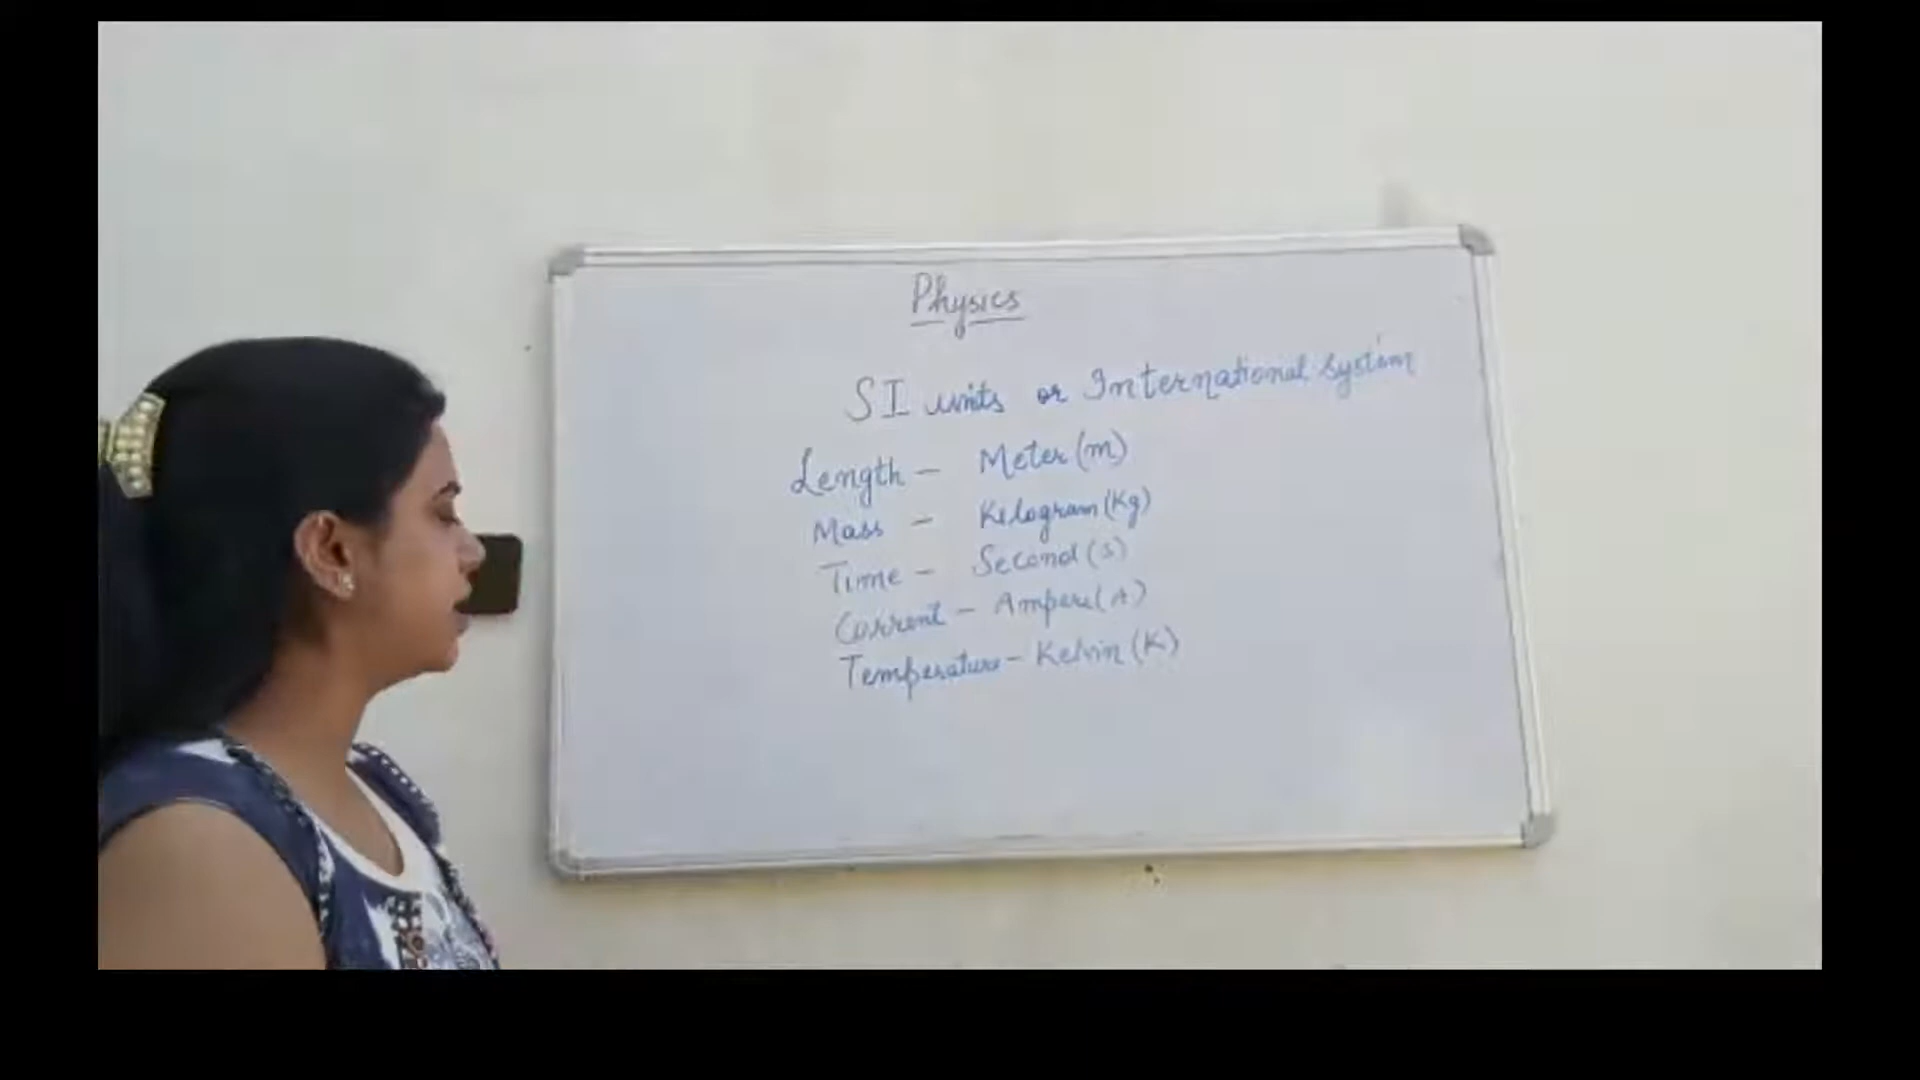 Physics
SI units or International system
Length - Meter (m)
Mass - Kilogram (Kg)
Time - Second (s)
Current - Ampere (A)
Temperature - Kelvin (K)